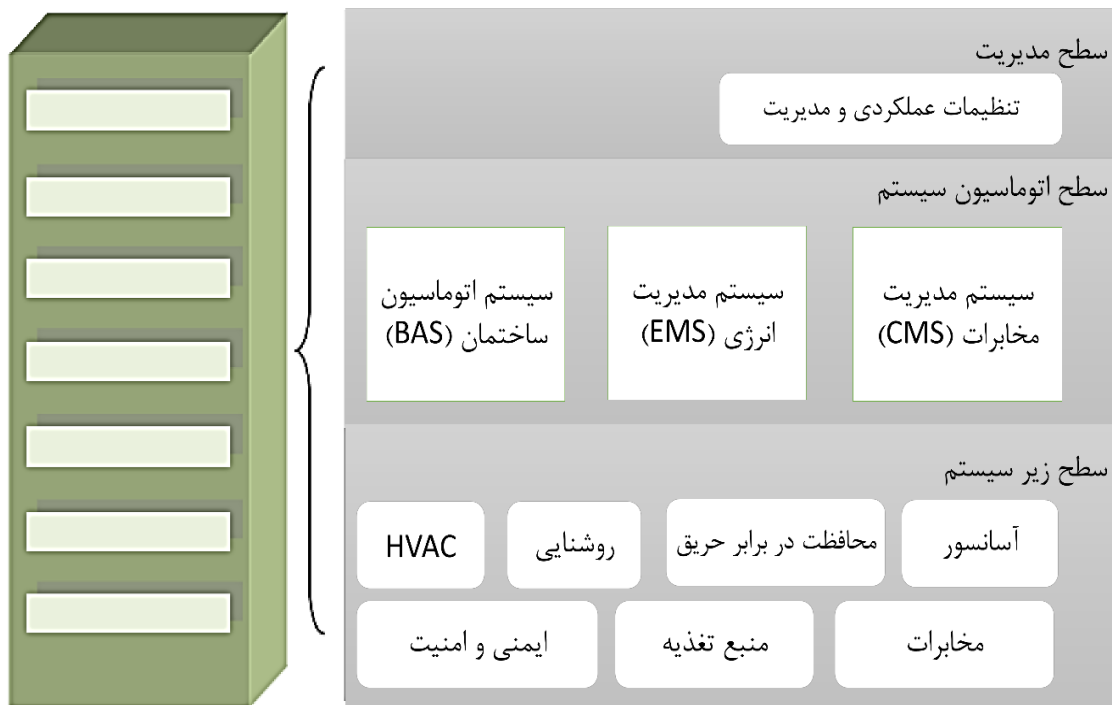 سطح مدیریت
تنظیمات عملکردی و مدیریت
سطح اتوماسیون سیستم
سیستم مدیریت
مخابرات (CMS)
سیستم مدیریت
انرژی (EMS)
سیستم اتوماسیون
ساختمان (BAS)
سطح زیر سیستم
آسانسور
محافظت در برابر حریق
روشنایی
HVAC
مخابرات
منبع تغذیه
ایمنی و امنیت